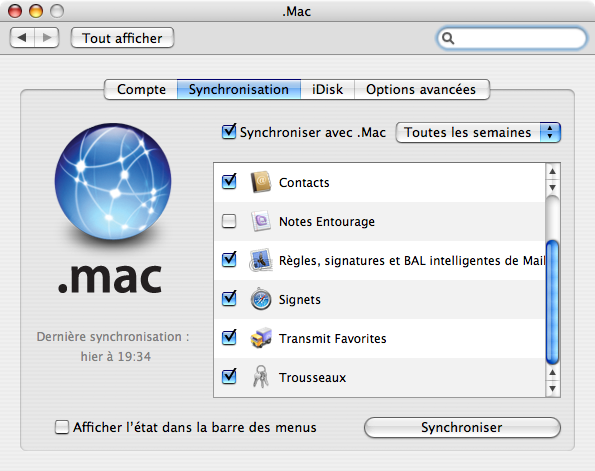 .Mac
Tout afficher
Compte Synchronisation iDisk Options avancées
Synchroniser avec .Mac Toutes les semaines
Contacts
Notes Entourage
Règles, signatures et BAL intelligentes de Mail
Signets
Transmit Favorites
Trousseaux
.mac
Dernière synchronisation :
hier à 19:34
Afficher l'état dans la barre des menus Synchroniser